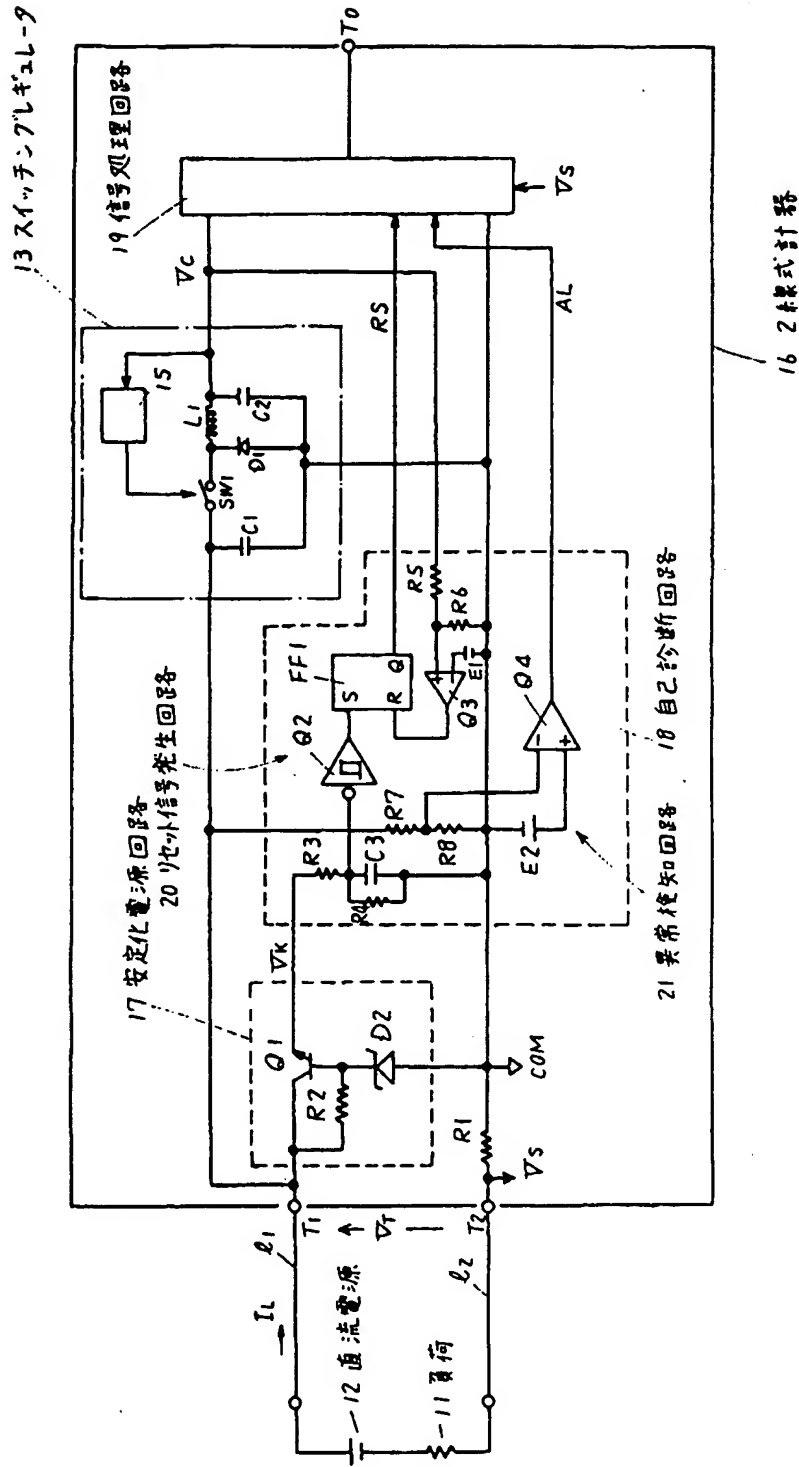 13 スイッチングレギュレータ
19 信号処理回路
17 安定化電源回路
20 リセット信号発生回路
15
L1
SW1
D1
C1
C2
VC
TO
RS
VS
AL
Q1
R2
D2
VK
R3
R4
C3
R7
R8
E2
Q2
FF1
S
R
Q
Q3
+
-
R5
R6
E1
Q4
-
+
IL
l1
T1
VT
T2
l2
R1
VS
COM
12 直流電源
11 負荷
21 異常検知回路
18 自己診断回路
16 2線式計器